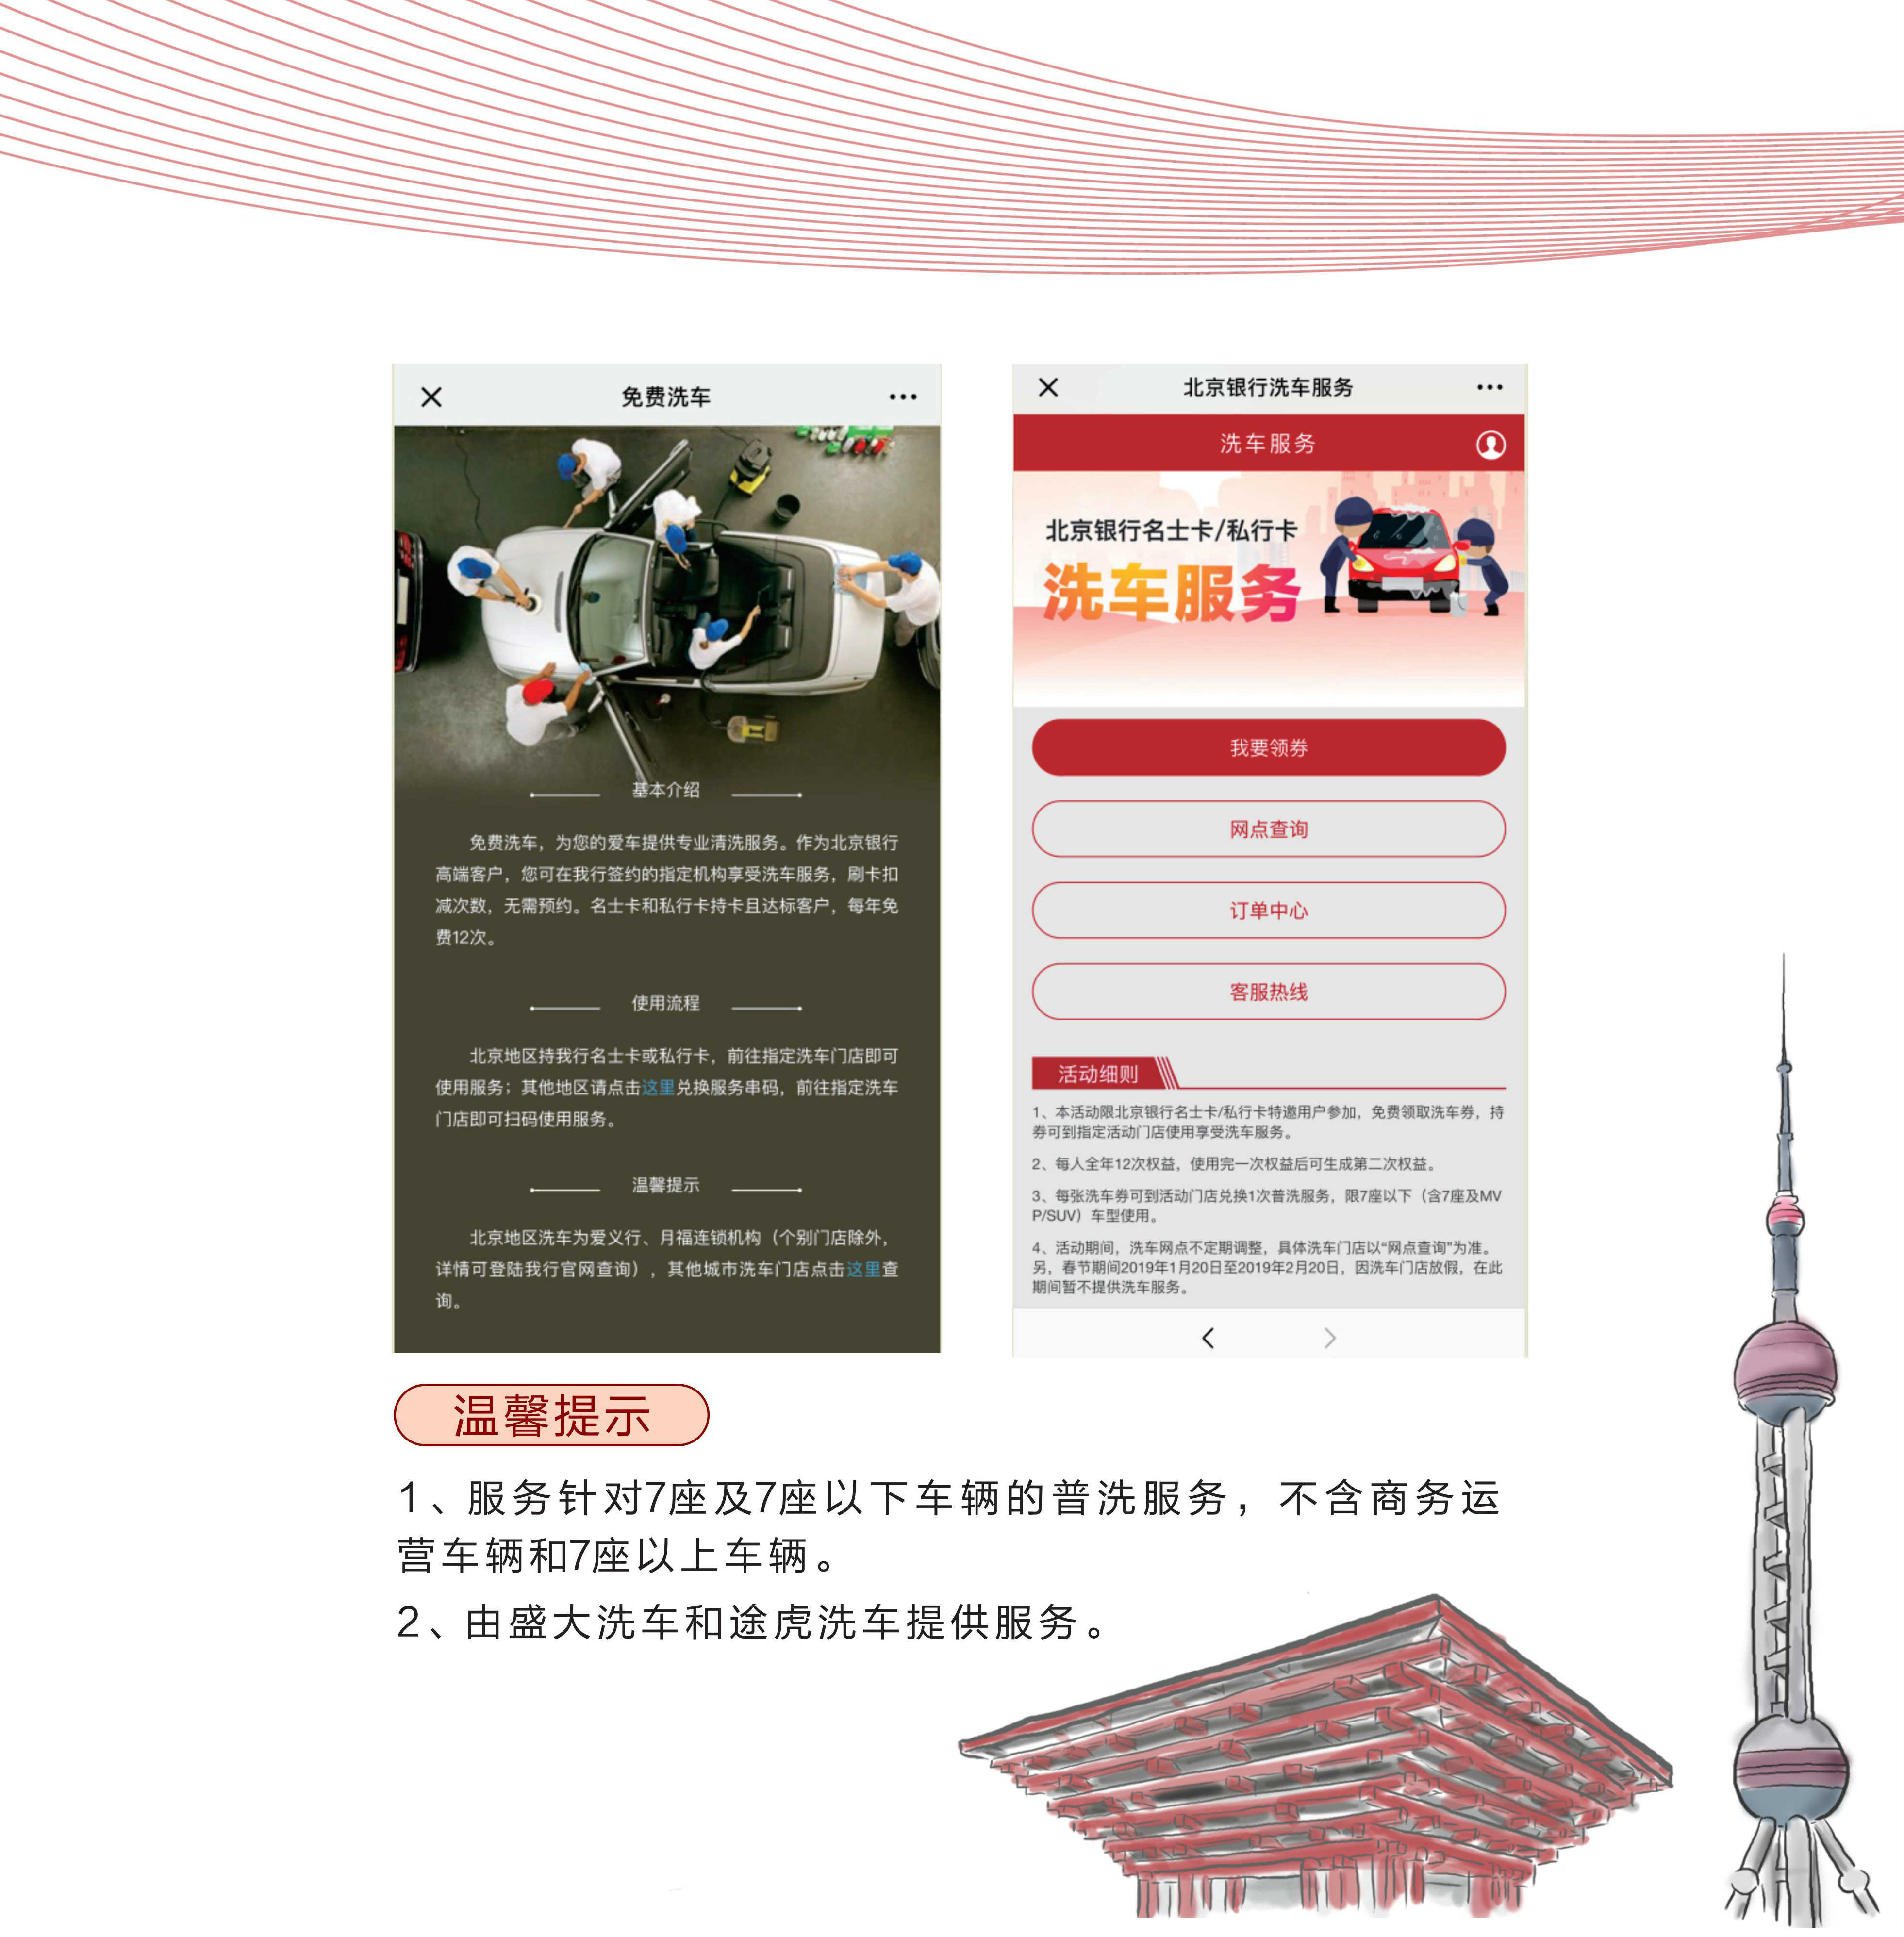 免费洗车
基本介绍
免费洗车，为您的爱车提供专业清洗服务。作为北京银行
高端客户，您可在我行签约的指定机构享受洗车服务，刷卡扣
减次数，无需预约。名士卡和私行卡持卡且达标客户，每年免
费12次。
使用流程
北京地区持我行名士卡或私行卡，前往指定洗车门店即可
使用服务；其他地区请点击这里兑换服务串码，前往指定洗车
门店即可扫码使用服务。
温馨提示
北京地区洗车为爱义行、月福连锁机构（个别门店除外，
详情可登陆我行官网查询），其他城市洗车门店点击这里查
询。
北京银行洗车服务
洗车服务
北京银行名士卡/私行卡
洗车服务
我要领券
网点查询
订单中心
客服热线
活动细则
1、本活动限北京银行名士卡/私行卡特邀用户参加，免费领取洗车券，持
券可到指定活动门店使用享受洗车服务。
2、每人全年12次权益，使用完一次权益后可生成第二次权益。
3、每张洗车券可到活动门店兑换1次普洗服务，限7座以下（含7座及MV
P/SUV）车型使用。
4、活动期间，洗车网点不定期调整，具体洗车门店以“网点查询”为准。
另，春节期间2019年1月20日至2019年2月20日，因洗车门店放假，在此
期间暂不提供洗车服务。
温馨提示
1、服务针对7座及7座以下车辆的普洗服务，不含商务运
营车辆和7座以上车辆。
2、由盛大洗车和途虎洗车提供服务。